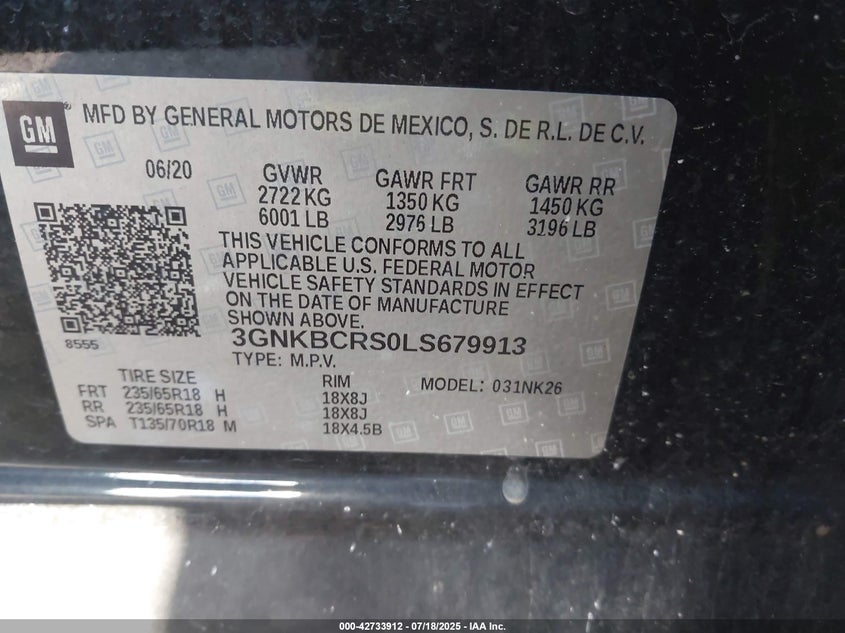 GM
MFD BY GENERAL MOTORS DE MEXICO, S. DE R.L. DE C.V.
06/20
GVWR
2722 KG
6001 LB
GAWR FRT
1350 KG
2976 LB
GAWR RR
1450 KG
3196 LB
THIS VEHICLE CONFORMS TO ALL
APPLICABLE U.S. FEDERAL MOTOR
VEHICLE SAFETY STANDARDS IN EFFECT
ON THE DATE OF MANUFACTURE
SHOWN ABOVE.
8555
3GNKBCRS0LS679913
TYPE: M.P.V.
TIRE SIZE RIM MODEL: 031NK26
FRT 235/65R18 H 18X8J
RR 235/65R18 H 18X8J
SPA T135/70R18 M 18X4.5B
000-42733912 - 07/18/2025 - IAA Inc.